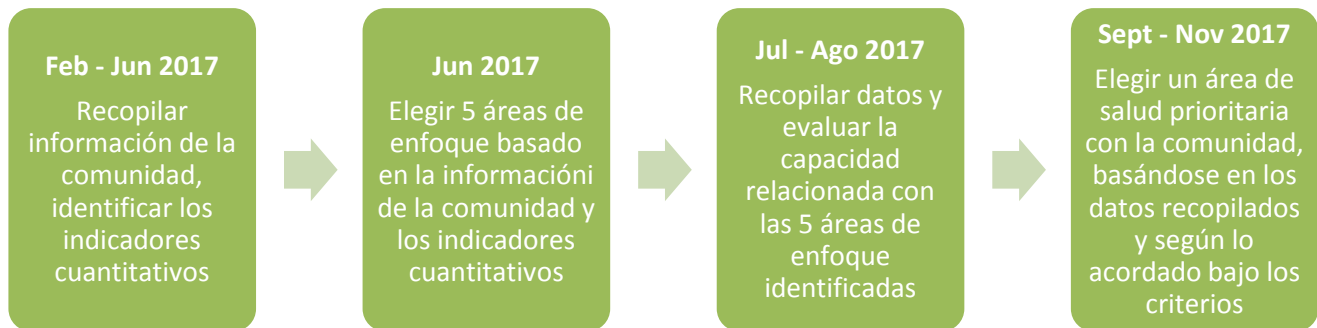 Feb - Jun 2017
Recopilar
información de la
comunidad,
identificar los
indicadores
cuantitativos
Jun 2017
Elegir 5 áreas de
enfoque basado
en la informacióni
de la comunidad y
los indicadores
cuantitativos
Jul - Ago 2017
Recopilar datos y
evaluar la
capacidad
relacionada con
las 5 áreas de
enfoque
identificadas
Sept - Nov 2017
Elegir un área de
salud prioritaria
con la comunidad,
basándose en los
datos recopilados
y según lo
acordado bajo los
criterios